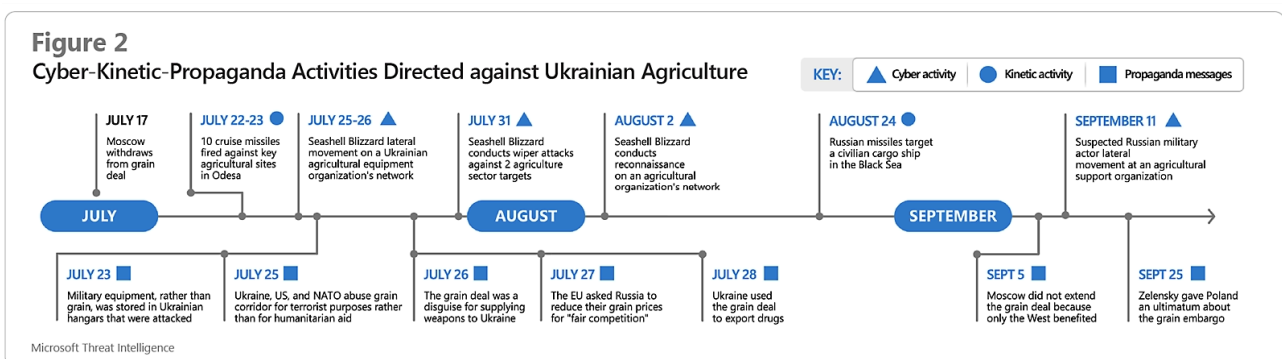 Figure 2
Cyber-Kinetic-Propaganda Activities Directed against Ukrainian Agriculture
KEY:
Cyber activity
Kinetic activity
Propaganda messages
JULY 17
Moscow
withdraws
from grain
deal
JULY 22-23
10 cruise missiles
fired against key
agricultural sites
in Odesa
JULY 25-26
Seashell Blizzard lateral
movement on a Ukrainian
agricultural equipment
organization's network
JULY 31
Seashell Blizzard
conducts wiper attacks
against 2 agriculture
sector targets
AUGUST 2
Seashell Blizzard
conducts
reconnaissance
on an agricultural
organization's network
AUGUST 24
Russian missiles target
a civilian cargo ship
in the Black Sea
SEPTEMBER 11
Suspected Russian military
actor lateral
movement at an agricultural
support organization
JULY
AUGUST
SEPTEMBER
JULY 23
Military equipment, rather than
grain, was stored in Ukrainian
hangars that were attacked
JULY 25
Ukraine, US, and NATO abuse grain
corridor for terrorist purposes rather
than for humanitarian aid
JULY 26
The grain deal was a
disguise for supplying
weapons to Ukraine
JULY 27
The EU asked Russia to
reduce their grain prices
for "fair competition"
JULY 28
Ukraine used
the grain deal
to export drugs
SEPT 5
Moscow did not extend
the grain deal because
only the West benefited
SEPT 25
Zelensky gave Poland
an ultimatum about
the grain embargo
Microsoft Threat Intelligence